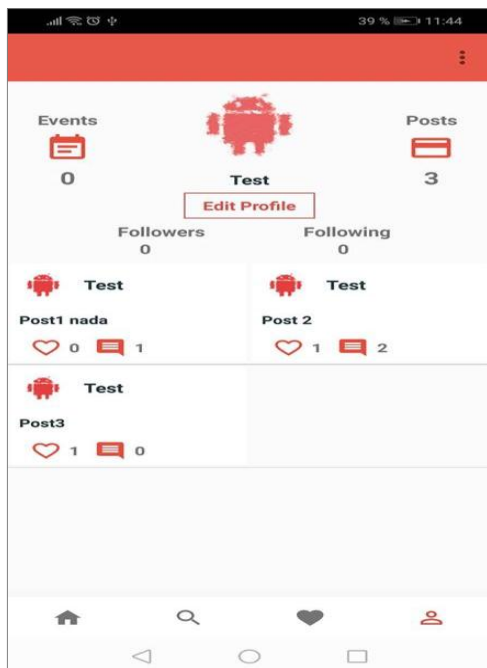 39 % 11:44
Events
Posts
0
Test
3
Edit Profile
Followers
Following
0
0
Test
Test
Post1 nada
Post 2
0 1
1 2
Test
Post3
1 0